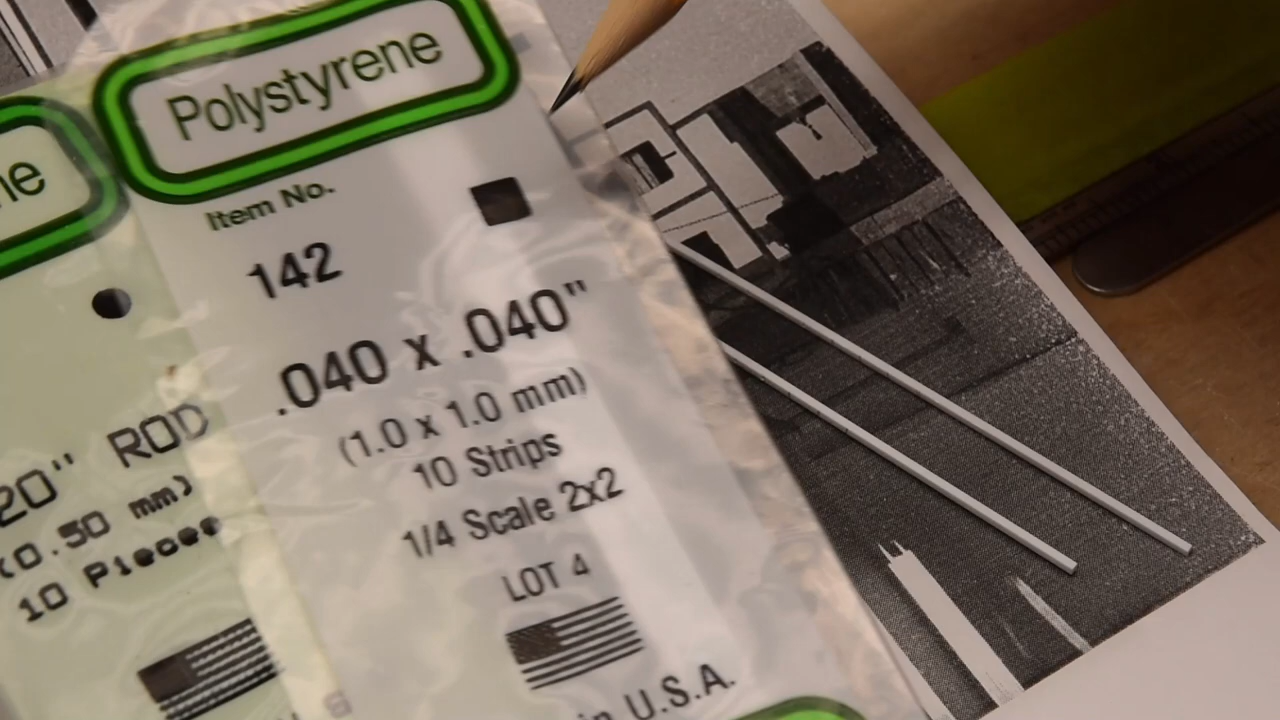 Polystyrene
Item No.
142
.040 x .040"
(1.0 x 1.0 mm)
10 Strips
1/4 Scale 2x2
LOT 4
in U.S.A.
ne
20" ROD
(0.50 mm)
10 Pieces